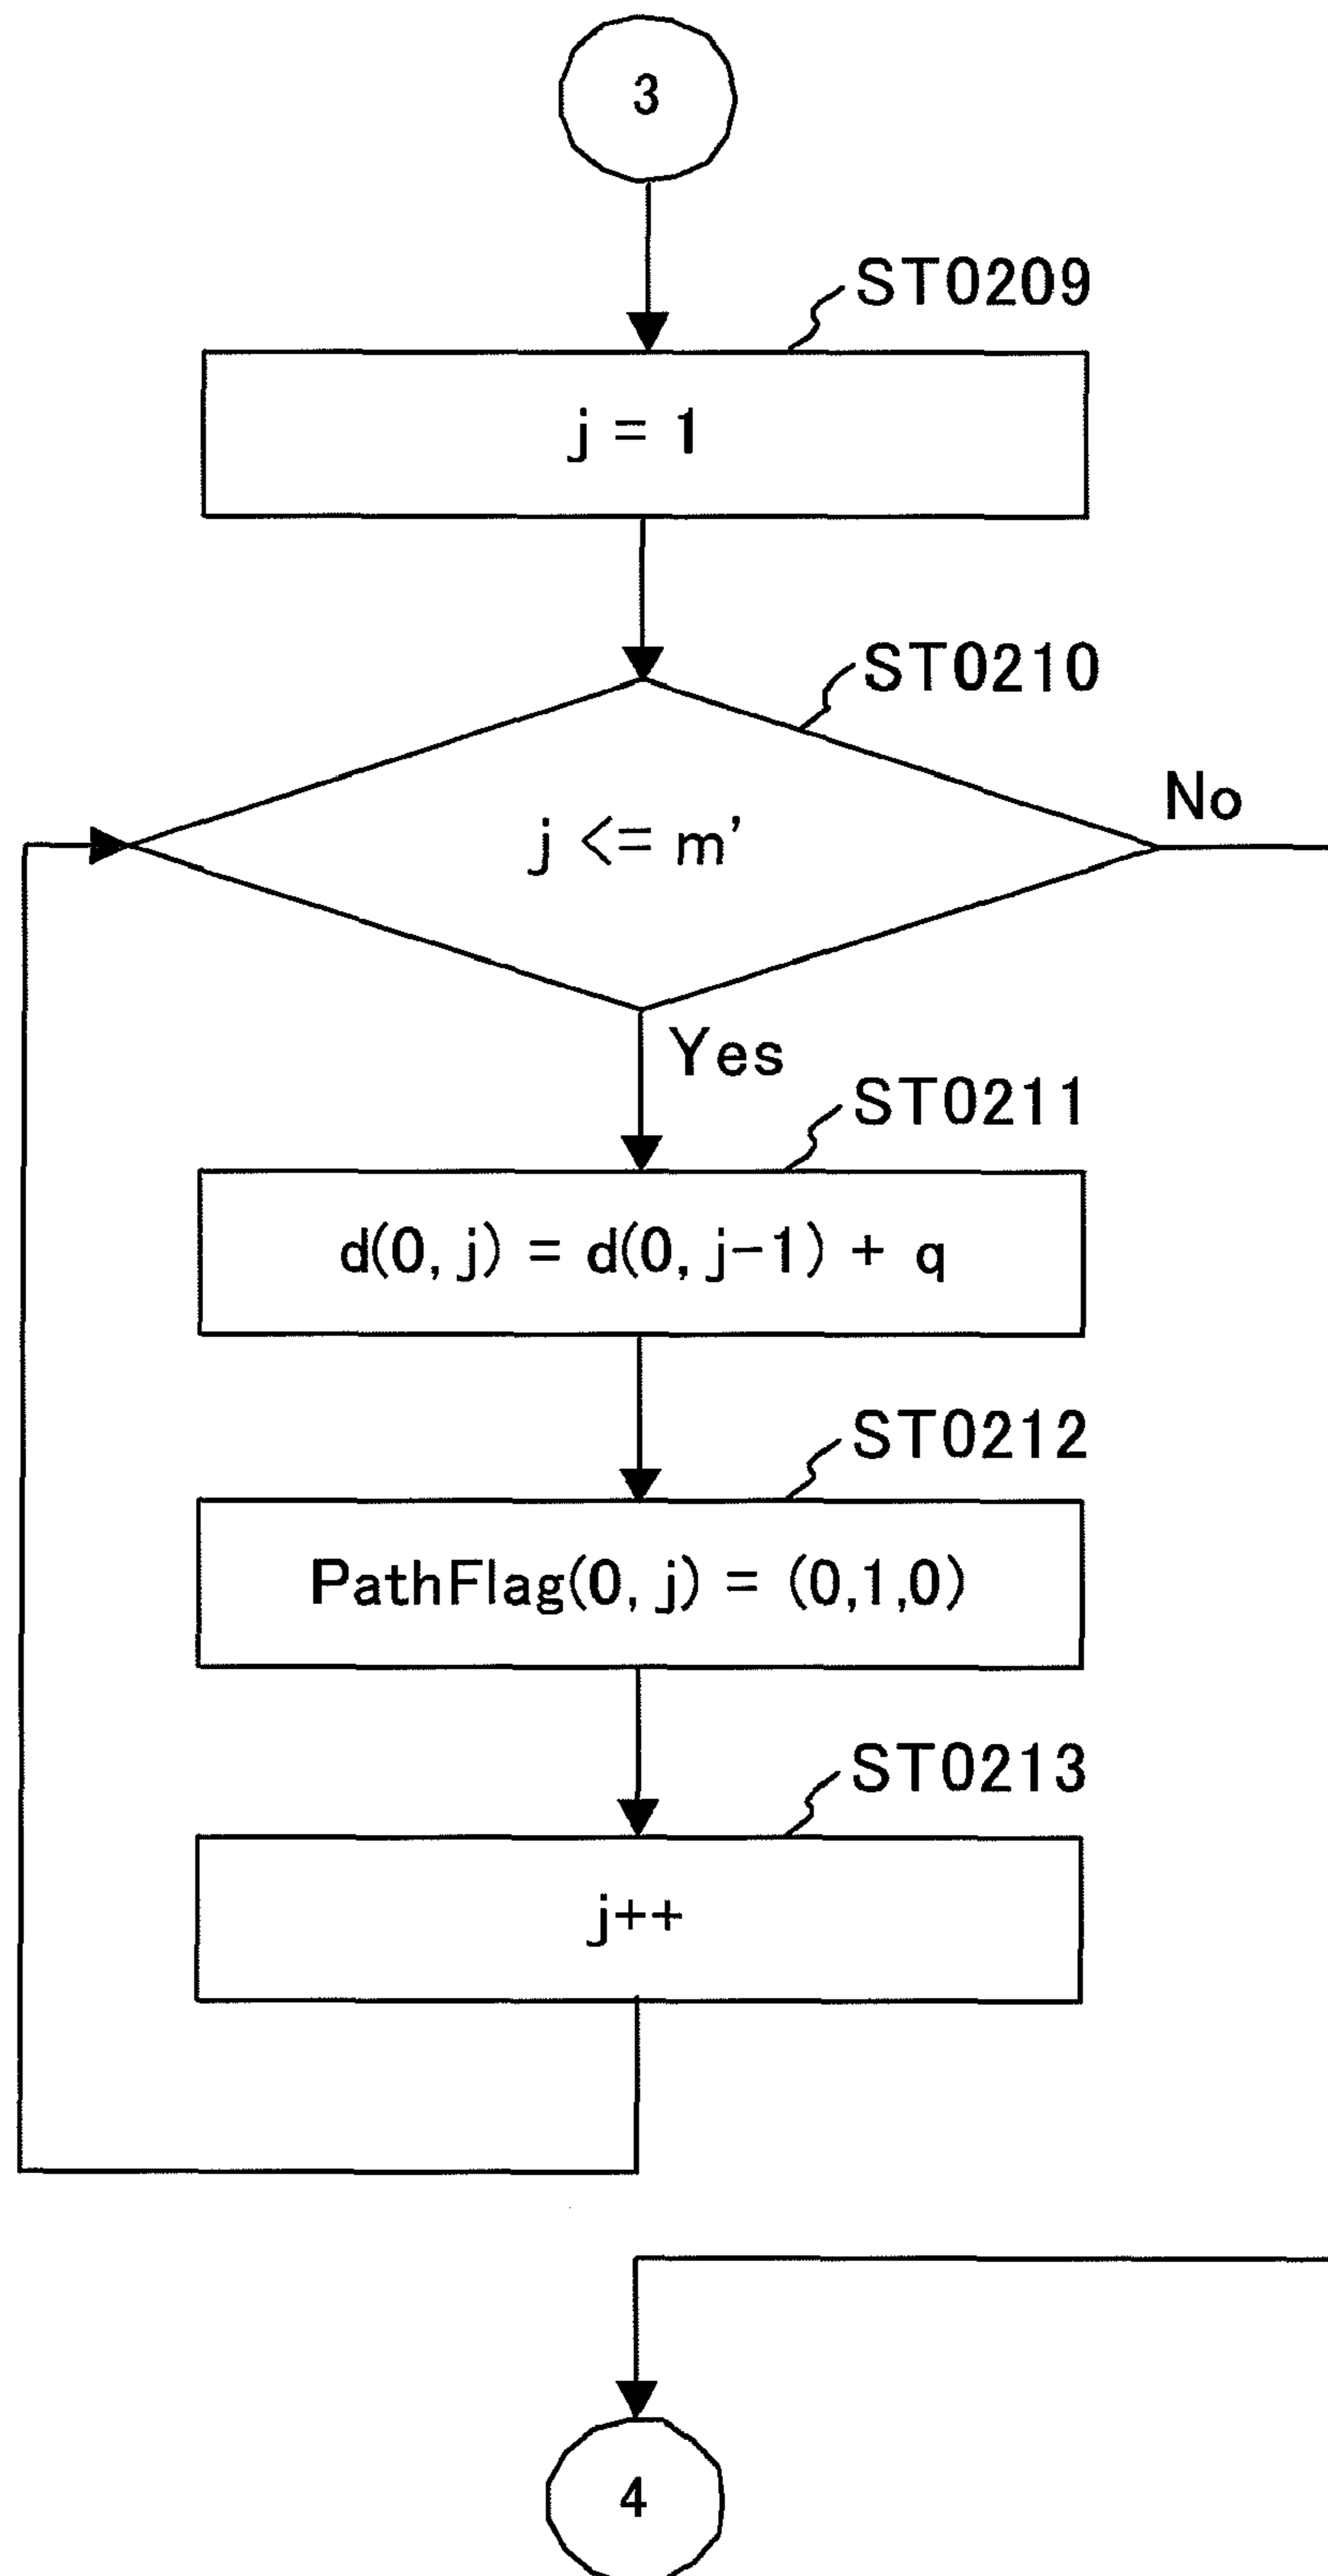 3
ST0209
j = 1
ST0210
No
j <= m'
Yes
ST0211
d(0, j) = d(0, j-1) + q
ST0212
PathFlag(0, j) = (0,1,0)
ST0213
j++
4